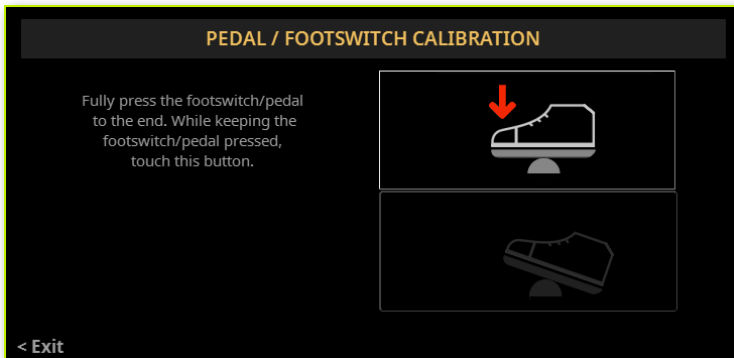 PEDAL / FOOTSWITCH CALIBRATION
Fully press the footswitch/pedal
to the end. While keeping the
footswitch/pedal pressed,
touch this button.
< Exit